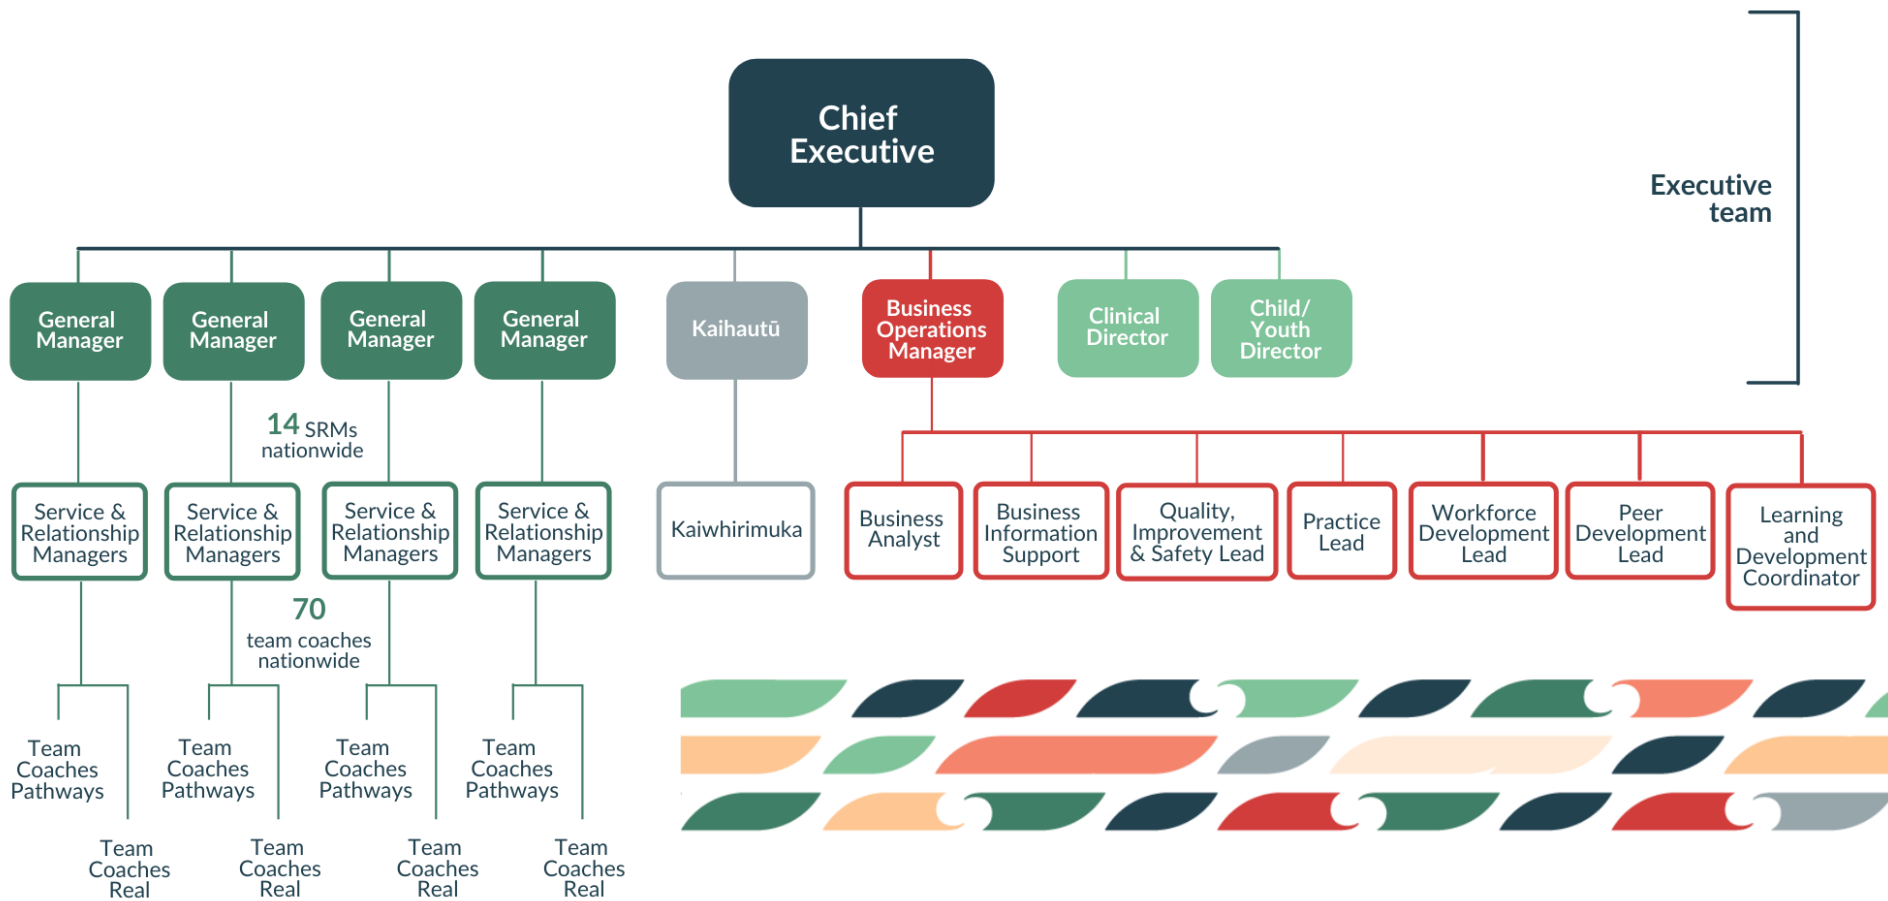 Chief
Executive
Executive
team
General
Manager
General
Manager
General
Manager
General
Manager
Kaihautū
Business
Operations
Manager
Clinical
Director
Child/
Youth
Director
14 SRMs
nationwide
Service &
Relationship
Managers
Service &
Relationship
Managers
Service &
Relationship
Managers
Service &
Relationship
Managers
Kaiwhirimuka
Business
Analyst
Business
Information
Support
Quality,
Improvement
& Safety Lead
Practice
Lead
Workforce
Development
Lead
Peer
Development
Lead
Learning
and
Development
Coordinator
70
team coaches
nationwide
Team
Coaches
Pathways
Team
Coaches
Pathways
Team
Coaches
Pathways
Team
Coaches
Pathways
Team
Coaches
Real
Team
Coaches
Real
Team
Coaches
Real
Team
Coaches
Real